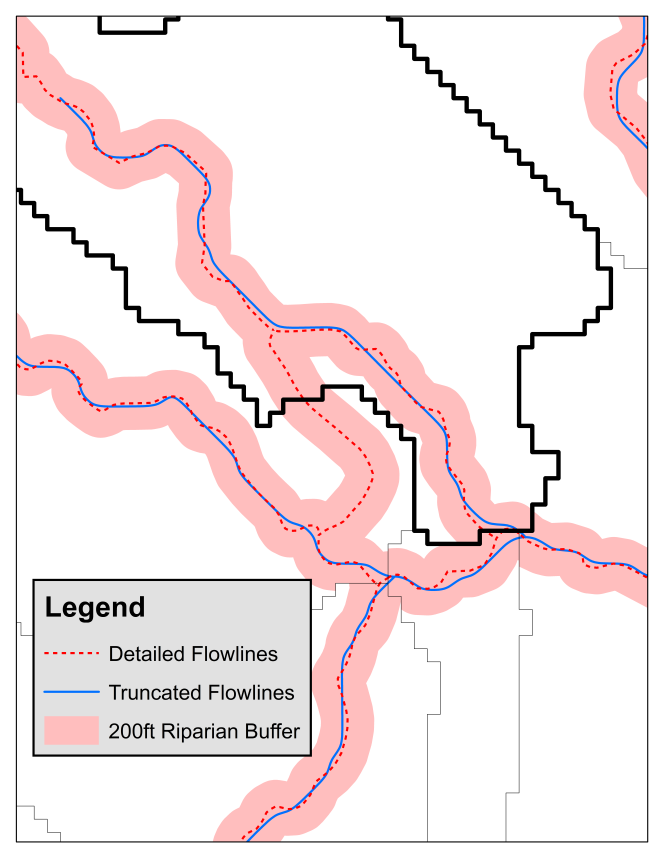 Legend
Detailed Flowlines
Truncated Flowlines
200ft Riparian Buffer